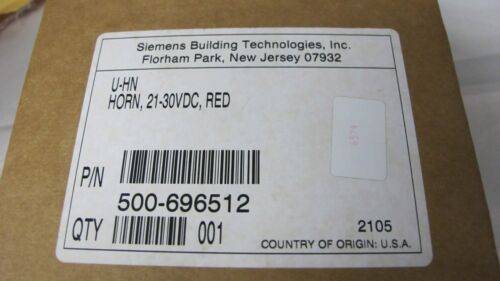 Siemens Building Technologies, Inc.
Florham Park, New Jersey 07932
U-HN
HORN, 21-30VDC, RED
P/N
500-696512
QTY 001
2105
COUNTRY OF ORIGIN: U.S.A.